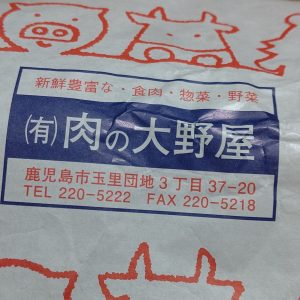 新鮮豊富な・食肉・惣菜・野菜
(有)肉の大野屋
鹿児島市玉里団地3丁目37-20
TEL 220-5222 FAX 220-5218